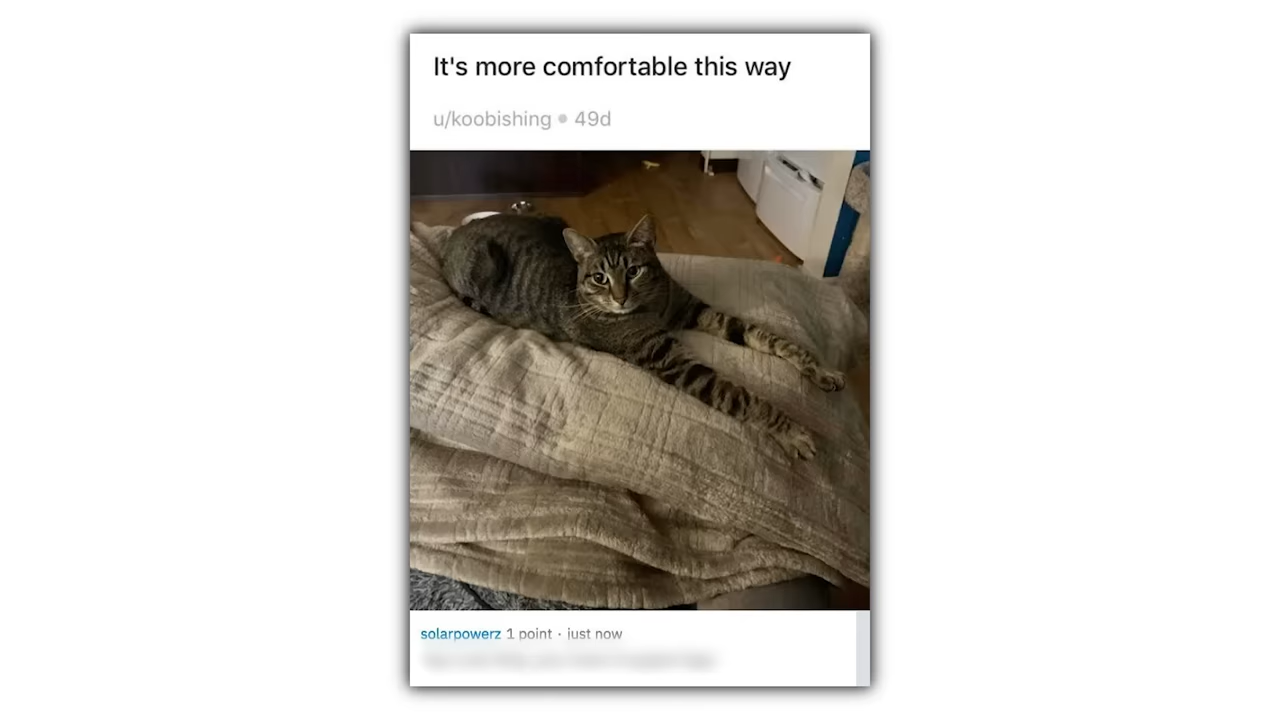 It's more comfortable this way
u/koobishing • 49d
solarpowerz 1 point · just now